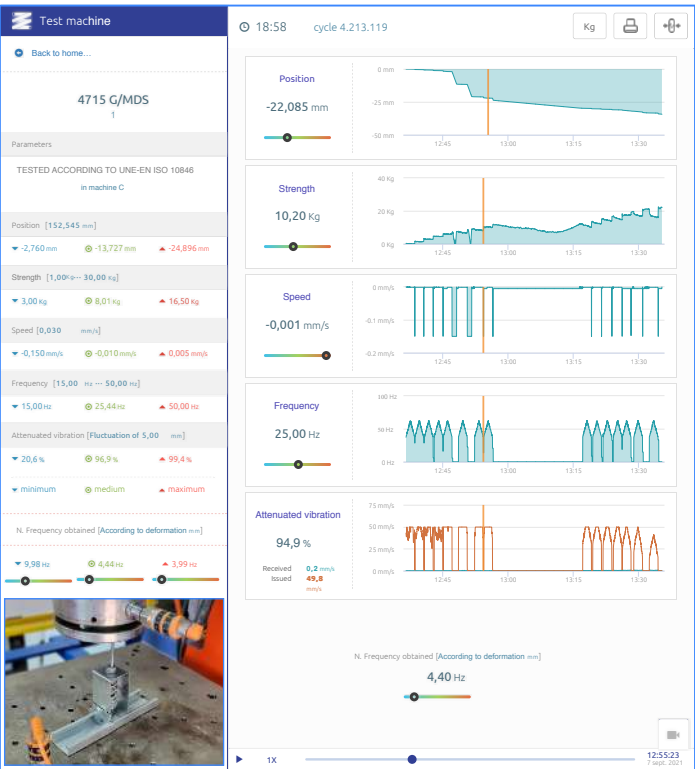 Test machine
Back to home...
4715 G/MDS
1
Parameters
TESTED ACCORDING TO UNE-EN ISO 10846
in machine C
Position [152,545 mm]
-2,760 mm -13,727 mm -24,896 mm
Strength [1,00Kg--- 30,00 Kg]
3,00 Kg 8,01 Kg 16,50 Kg
Speed [0,030 mm/s]
-0,150 mm/s -0,010 mm/s 0,005 mm/s
Frequency [15,00 Hz --- 50,00 Hz]
15,00 Hz 25,44 Hz 50,00 Hz
Attenuated vibration [Fluctuation of 5,00 mm]
20,6 % 96,9 % 99,4 %
minimum medium maximum
N. Frequency obtained [According to deformation mm]
9,98 Hz 4,44 Hz 3,99 Hz
18:58 cycle 4.213.119
Kg
Position
-22,085 mm
0 mm
-25 mm
-50 mm
12:45 13:00 13:15 13:30
Strength
10,20 Kg
40 Kg
20 Kg
0 Kg
12:45 13:00 13:15 13:30
Speed
-0,001 mm/s
0 mm/s
-0.1 mm/s
-0.2 mm/s
12:45 13:00 13:15 13:30
Frequency
25,00 Hz
100 Hz
50 Hz
0 Hz
12:45 13:00 13:15 13:30
Attenuated vibration
94,9 %
Received 0,2 mm/s
Issued 49,8
mm/s
75 mm/s
50 mm/s
25 mm/s
0 mm/s
12:45 13:00 13:15 13:30
N. Frequency obtained [According to deformation mm]
4,40 Hz
1X
12:55:23
7 sept. 2021